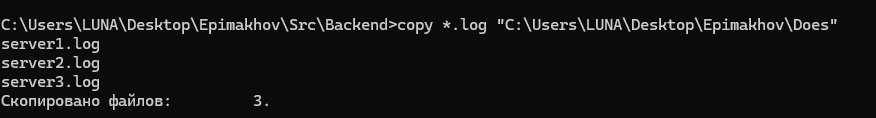 C:\Users\LUNA\Desktop\Epimakhov\Src\Backend>copy *.log "C:\Users\LUNA\Desktop\Epimakhov\Does"
server1.log
server2.log
server3.log
Скопировано файлов:         3.